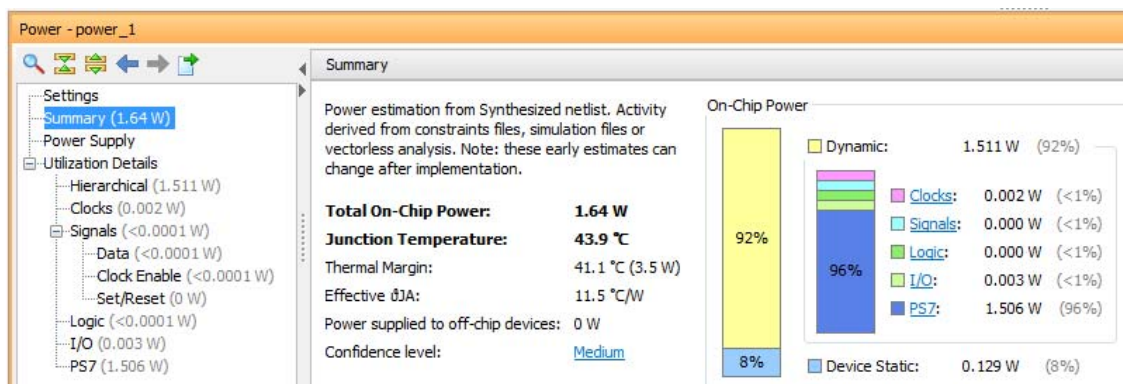 Power - power_1
Settings
Summary (1.64 W)
Power Supply
Utilization Details
Hierarchical (1.511 W)
Clocks (0.002 W)
Signals (<0.0001 W)
Data (<0.0001 W)
Clock Enable (<0.0001 W)
Set/Reset (0 W)
Logic (<0.0001 W)
I/O (0.003 W)
PS7 (1.506 W)
Summary
Power estimation from Synthesized netlist. Activity
derived from constraints files, simulation files or
vectorless analysis. Note: these early estimates can
change after implementation.
Total On-Chip Power: 1.64 W
Junction Temperature: 43.9 °C
Thermal Margin: 41.1 °C (3.5 W)
Effective ϑJA: 11.5 °C/W
Power supplied to off-chip devices: 0 W
Confidence level: Medium
On-Chip Power
92%
8%
Dynamic: 1.511 W (92%)
96%
Clocks: 0.002 W (<1%)
Signals: 0.000 W (<1%)
Logic: 0.000 W (<1%)
I/O: 0.003 W (<1%)
PS7: 1.506 W (96%)
Device Static: 0.129 W (8%)